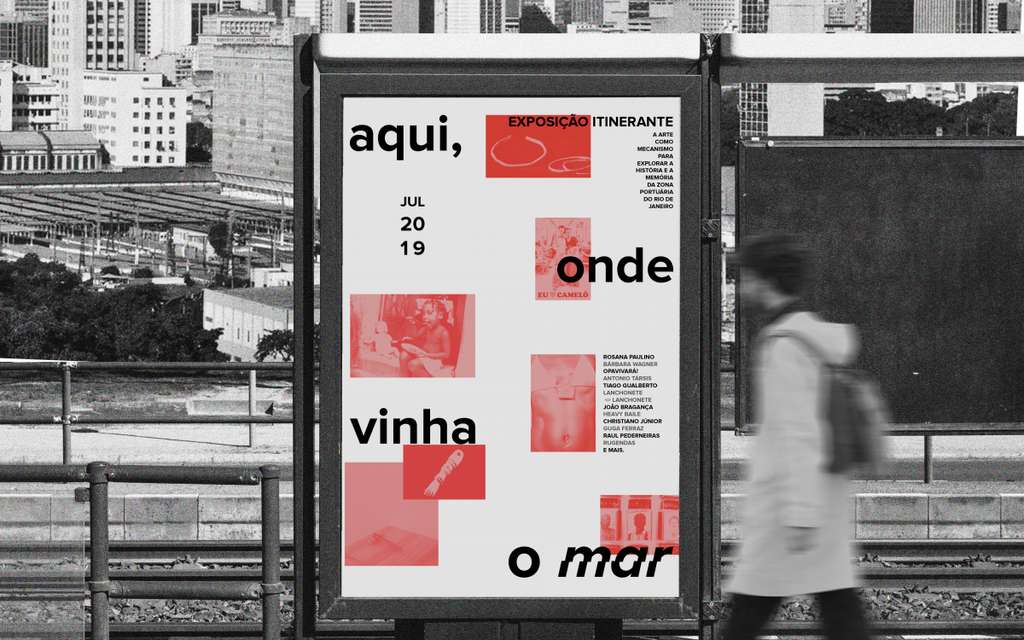 aqui,
EXPOSIÇÃO ITINERANTE
A ARTE
COMO
MECANISMO
PARA
EXPLORAR A
HISTÓRIA E A
MEMÓRIA
DA ZONA
PORTUÁRIA
DO RIO DE
JANEIRO
JUL
20
19
onde
EU CAMELÔ
ROSANA PAULINO
BÁRBARA WAGNER
OPAVIVARÁ!
ANTONIO TARSIS
TIAGO GUALBERTO
LANCHONETE
<> LANCHONETE
JOÃO BRAGANÇA
HEAVY BAILE
CHRISTIANO JÚNIOR
GUGA FERRAZ
RAUL PEDERNEIRAS
RUGENDAS
E MAIS.
vinha
o mar